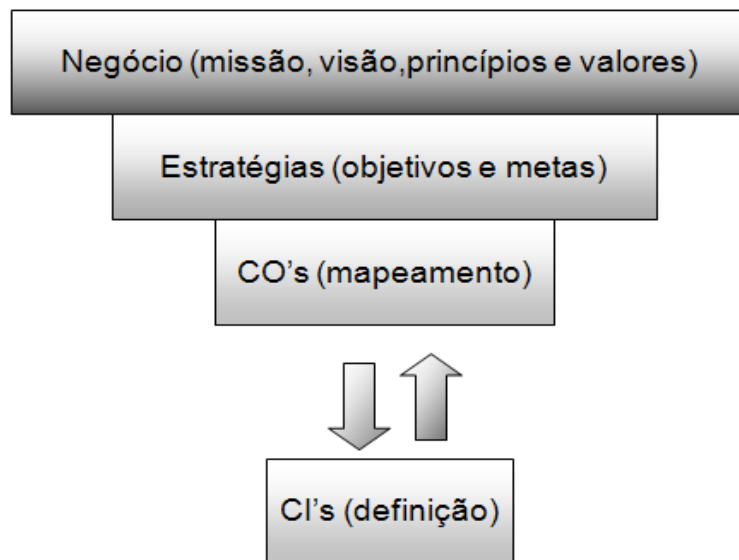 Negócio (missão, visão,princípios e valores)
Estratégias (objetivos e metas)
CO’s (mapeamento)
CI’s (definição)